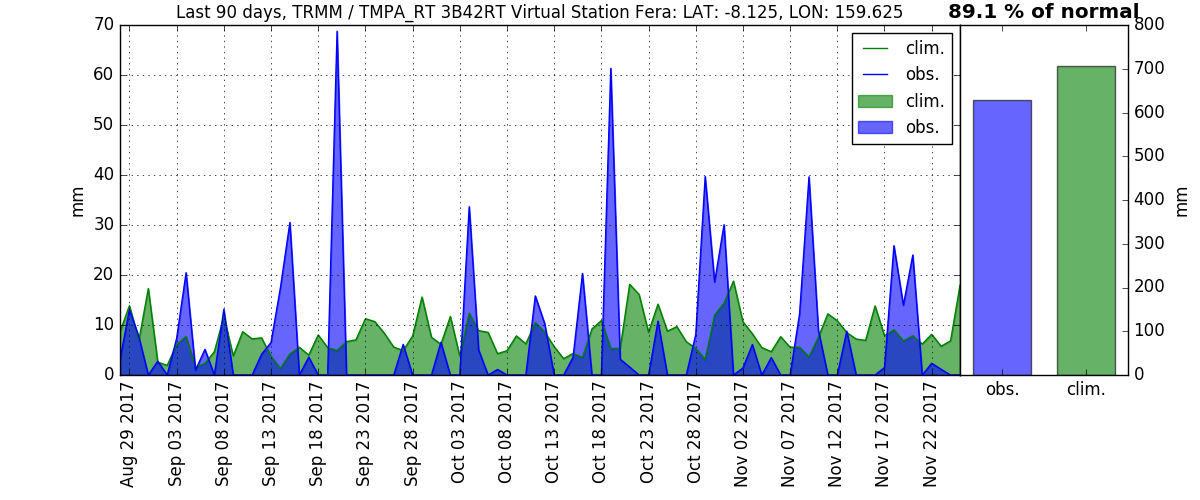 Last 90 days, TRMM / TMPA_RT 3B42RT Virtual Station Fera: LAT: -8.125, LON: 159.625
89.1 % of normal
70
60
50
40
30
20
10
0
mm
clim.
obs.
clim.
obs.
Aug 29 2017
Sep 03 2017
Sep 08 2017
Sep 13 2017
Sep 18 2017
Sep 23 2017
Sep 28 2017
Oct 03 2017
Oct 08 2017
Oct 13 2017
Oct 18 2017
Oct 23 2017
Oct 28 2017
Nov 02 2017
Nov 07 2017
Nov 12 2017
Nov 17 2017
Nov 22 2017
800
700
600
500
400
300
200
100
0
mm
obs.
clim.